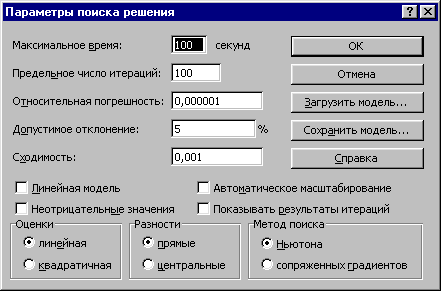 Параметры поиска решения
Максимальное время: 100 секунд OK
Предельное число итераций: 100 Отмена
Относительная погрешность: 0,000001 Загрузить модель...
Допустимое отклонение: 5 % Сохранить модель...
Сходимость: 0,001 Справка
Линейная модель Автоматическое масштабирование
Неотрицательные значения Показывать результаты итераций
Оценки Разности Метод поиска
линейная прямые Ньютона
квадратичная центральные сопряженных градиентов